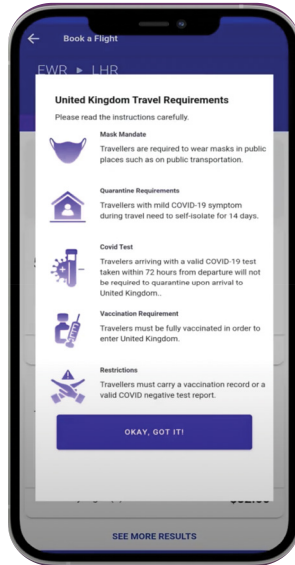 Book a Flight
EWR ▸ LHR
United Kingdom Travel Requirements
Please read the instructions carefully.
Mask Mandate
Travellers are required to wear masks in public
places such as on public transportation.
Quarantine Requirements
Travellers with mild COVID-19 symptom
during travel need to self-isolate for 14 days.
Covid Test
Travelers arriving with a valid COVID-19 test
taken within 72 hours from departure will not
be required to quarantine upon arrival to
United Kingdom..
Vaccination Requirement
Travelers must be fully vaccinated in order to
enter United Kingdom.
Restrictions
Travellers must carry a vaccination record or a
valid COVID negative test report.
OKAY, GOT IT!
SEE MORE RESULTS